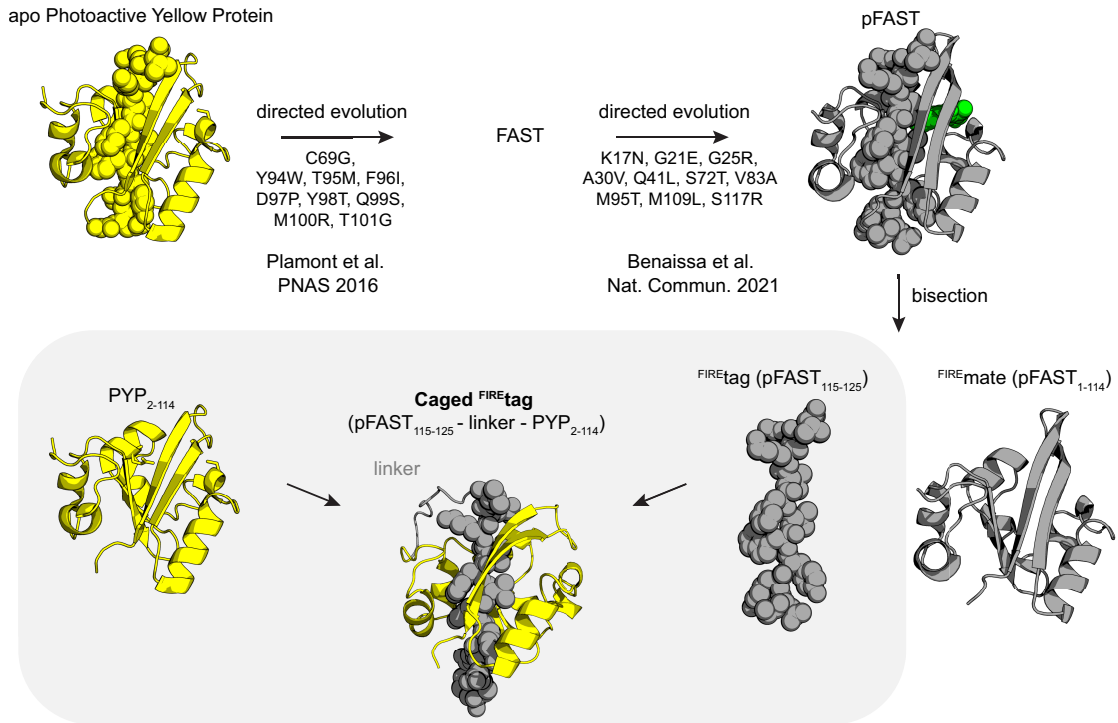 apo Photoactive Yellow Protein
pFAST
directed evolution
C69G,
Y94W, T95M, F96I,
D97P, Y98T, Q99S,
M100R, T101G
Plamont et al.
PNAS 2016
FAST
directed evolution
K17N, G21E, G25R,
A30V, Q41L, S72T, V83A
M95T, M109L, S117R
Benaissa et al.
Nat. Commun. 2021
bisection
PYP2-114
Caged FIREtag
(pFAST115-125 - linker - PYP2-114)
linker
FIREtag (pFAST115-125)
FIREmate (pFAST1-114)